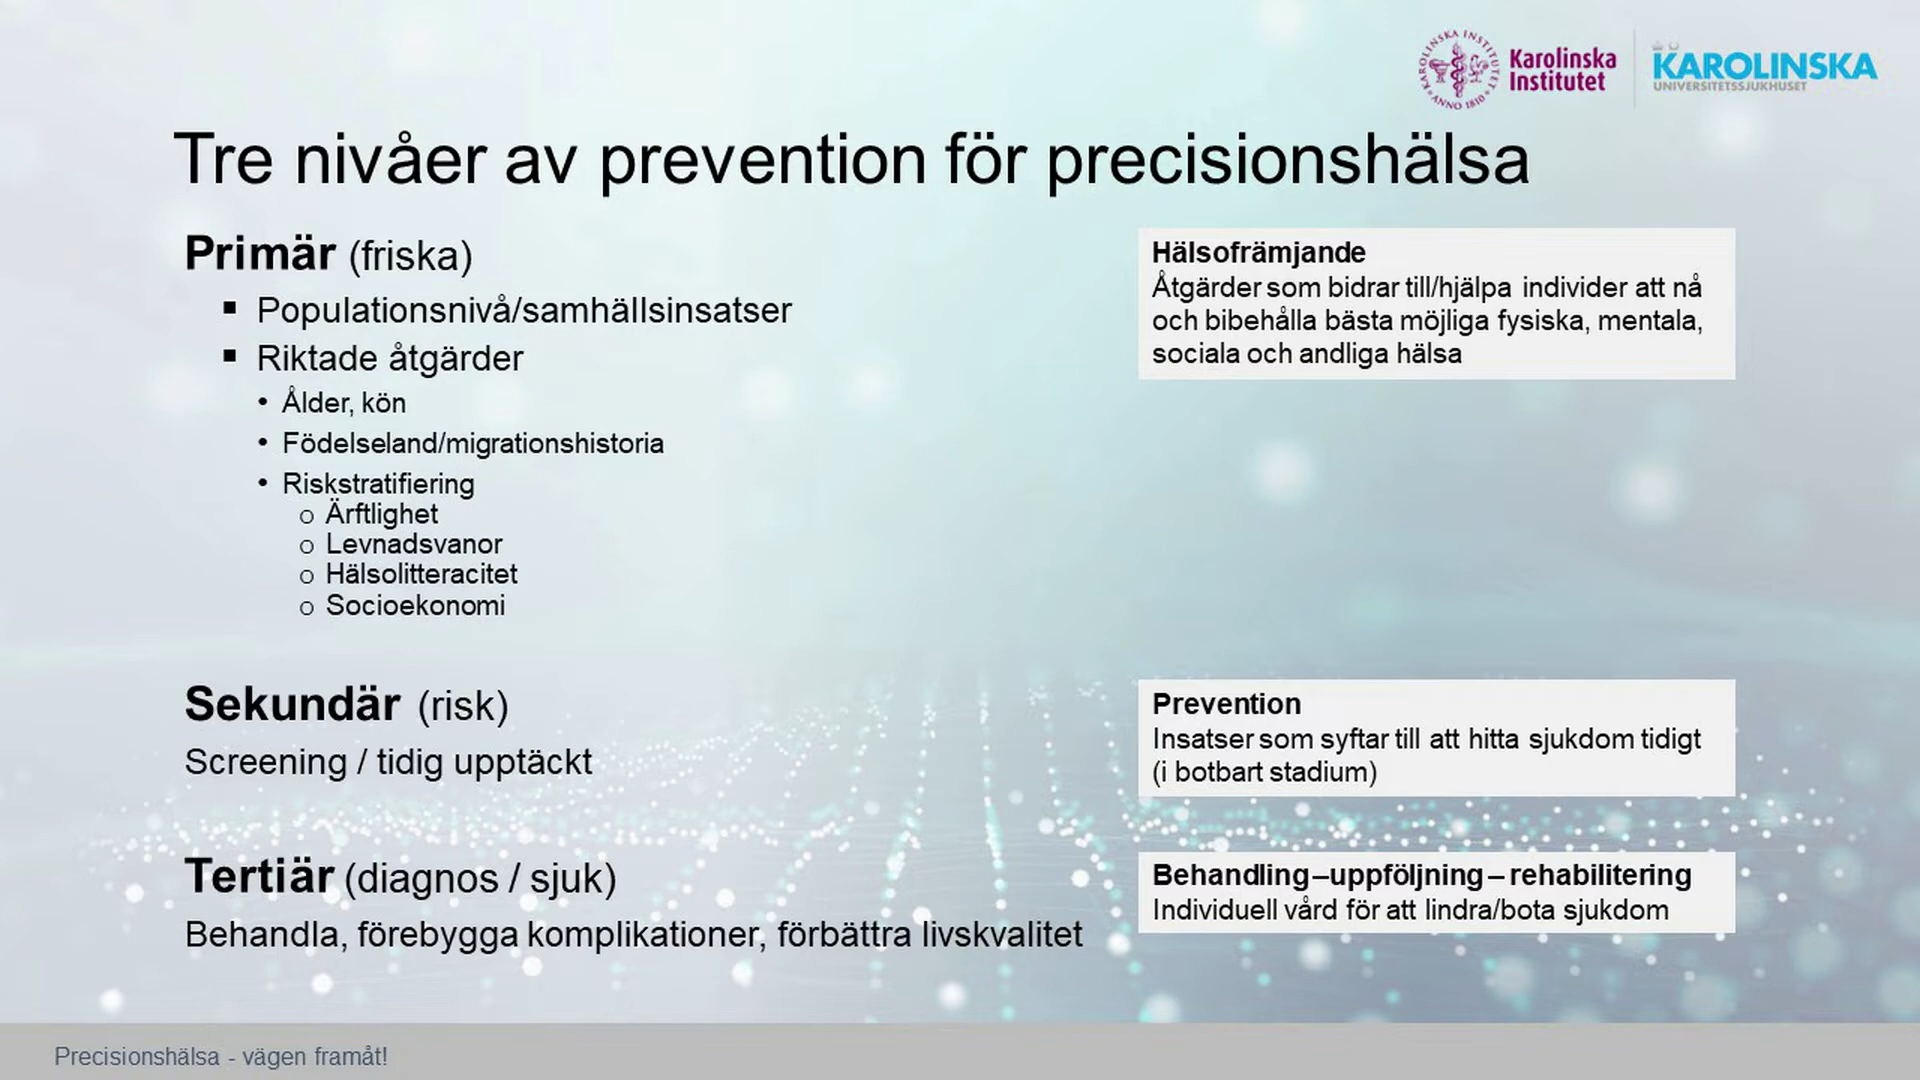 KAROLINSKA INSTITUTET
ANNO 1810
Karolinska
Institutet
KAROLINSKA
UNIVERSITETSSJUKHUSET
Tre nivåer av prevention för precisionshälsa
Primär (friska)
Populationsnivå/samhällsinsatser
Riktade åtgärder
Ålder, kön
Födelseland/migrationshistoria
Riskstratifiering
Ärftlighet
Levnadsvanor
Hälsolitteracitet
Socioekonomi
Hälsofrämjande
Åtgärder som bidrar till/hjälpa individer att nå
och bibehålla bästa möjliga fysiska, mentala,
sociala och andliga hälsa
Sekundär (risk)
Screening / tidig upptäckt
Prevention
Insatser som syftar till att hitta sjukdom tidigt
(i botbart stadium)
Tertiär (diagnos / sjuk)
Behandla, förebygga komplikationer, förbättra livskvalitet
Behandling–uppföljning – rehabilitering
Individuell vård för att lindra/bota sjukdom
Precisionshälsa - vägen framåt!